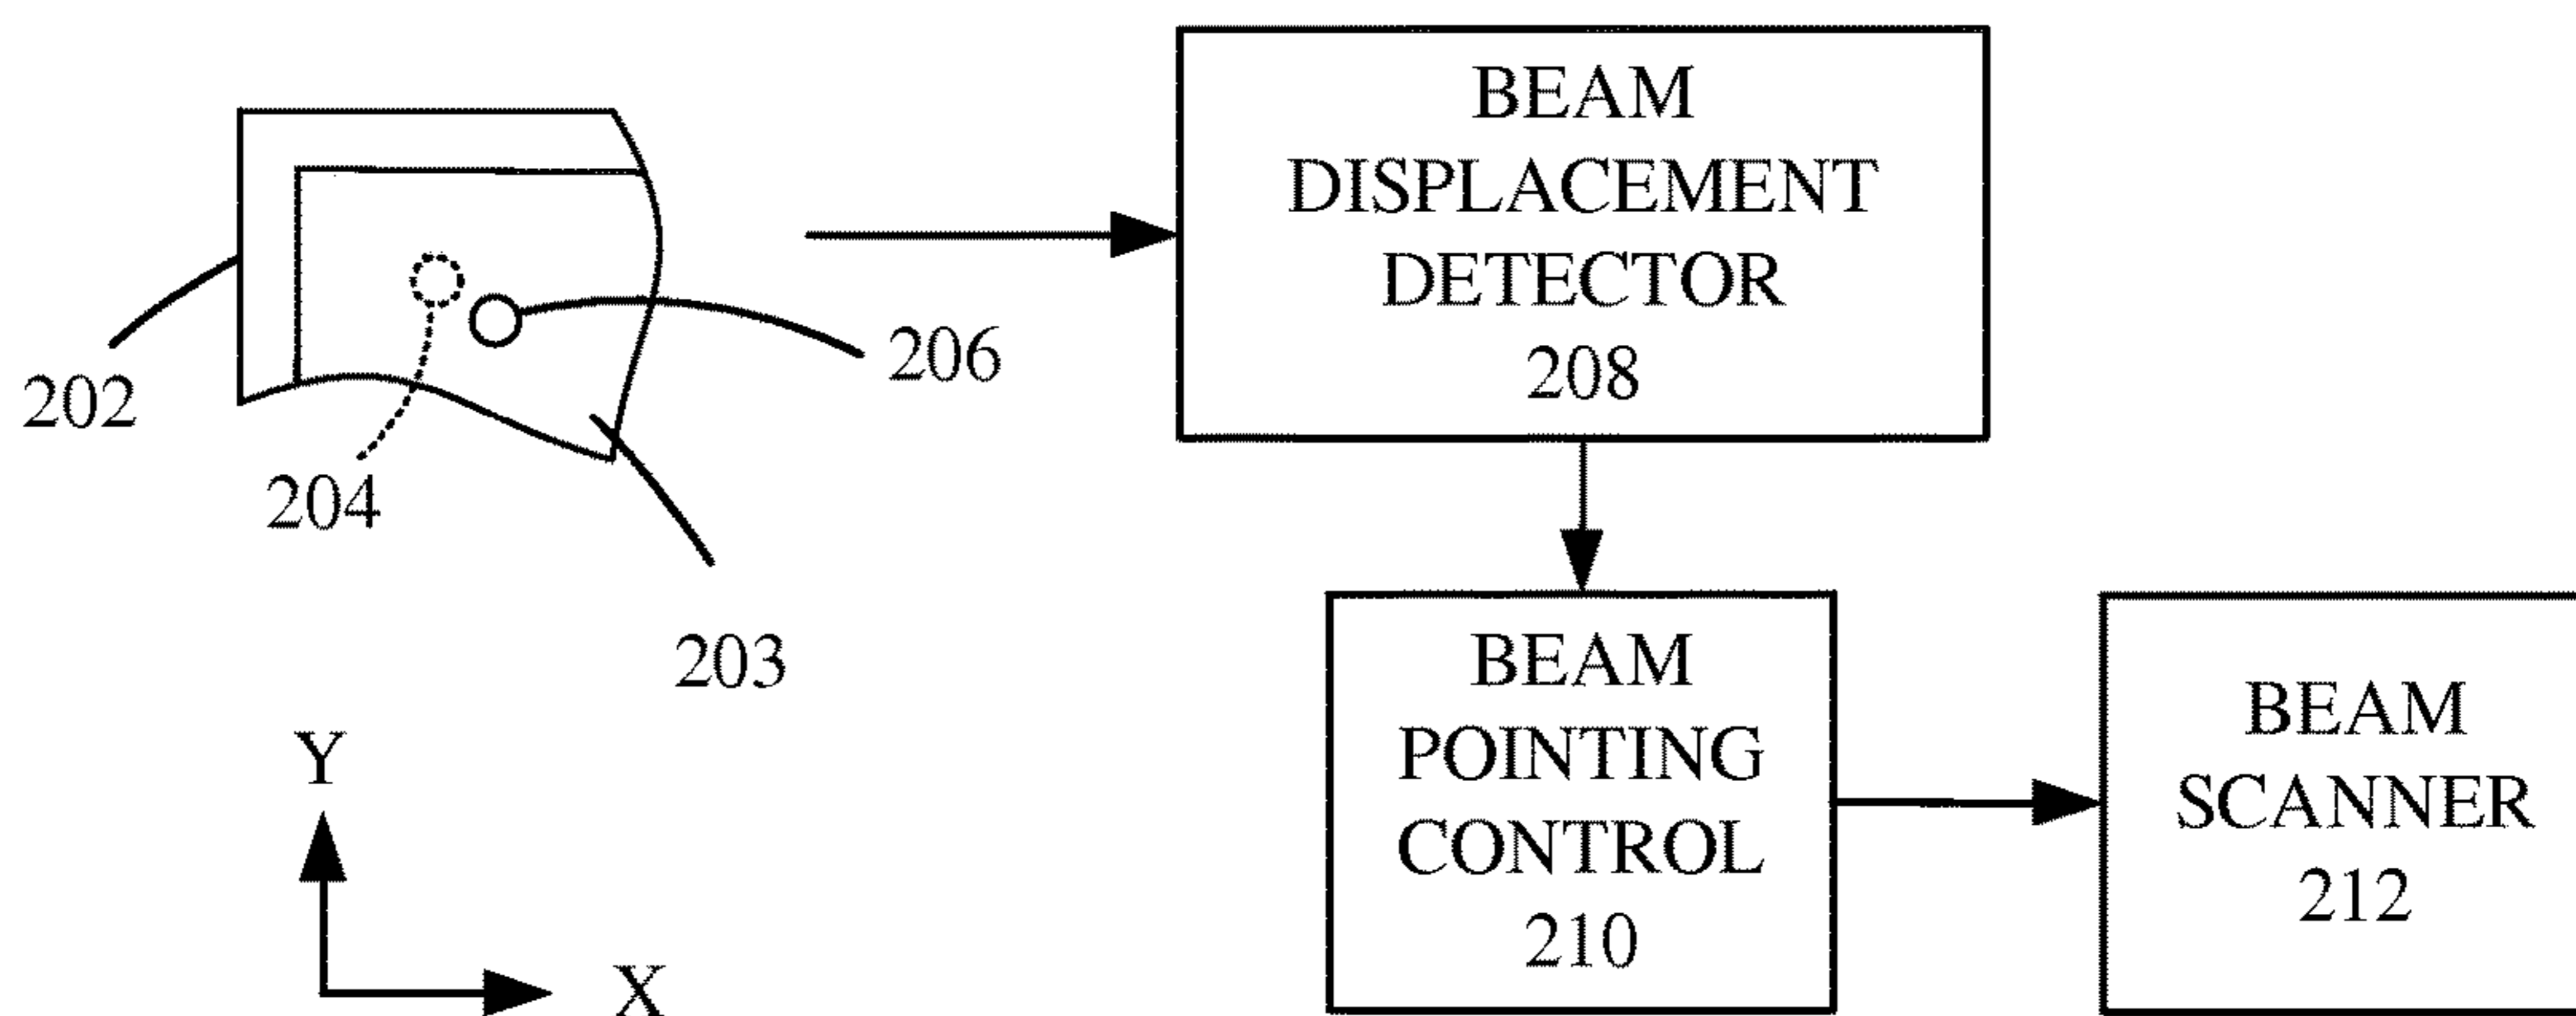 BEAM
DISPLACEMENT
DETECTOR
208
206
202
204
203
BEAM
POINTING
CONTROL
210
BEAM
SCANNER
212
Y
X